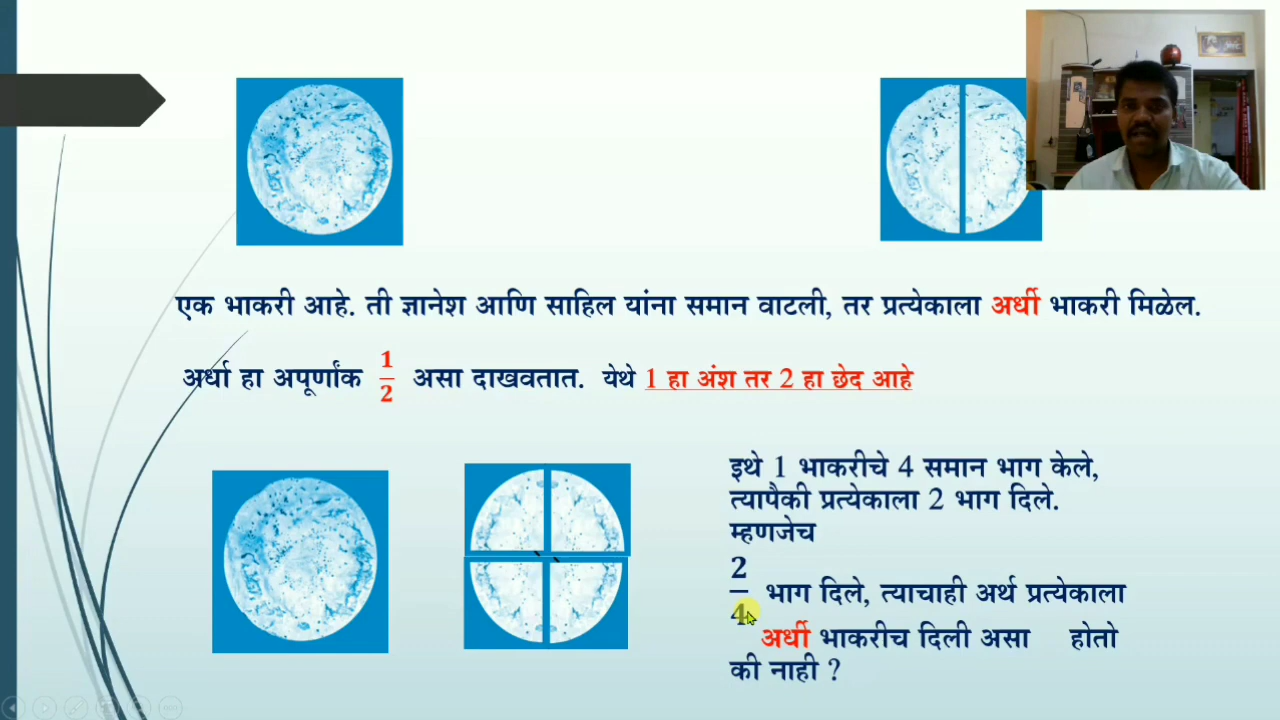 एक भाकरी आहे. ती ज्ञानेश आणि साहिल यांना समान वाटली, तर प्रत्येकाला अर्धी भाकरी मिळेल.
अर्धा हा अपूर्णांक 1/2 असा दाखवतात. येथे 1 हा अंश तर 2 हा छेद आहे
इथे 1 भाकरीचे 4 समान भाग केले,
त्यापैकी प्रत्येकाला 2 भाग दिले.
म्हणजेच
2/4 भाग दिले, त्याचाही अर्थ प्रत्येकाला
अर्धी भाकरीच दिली असा होतो
की नाही ?